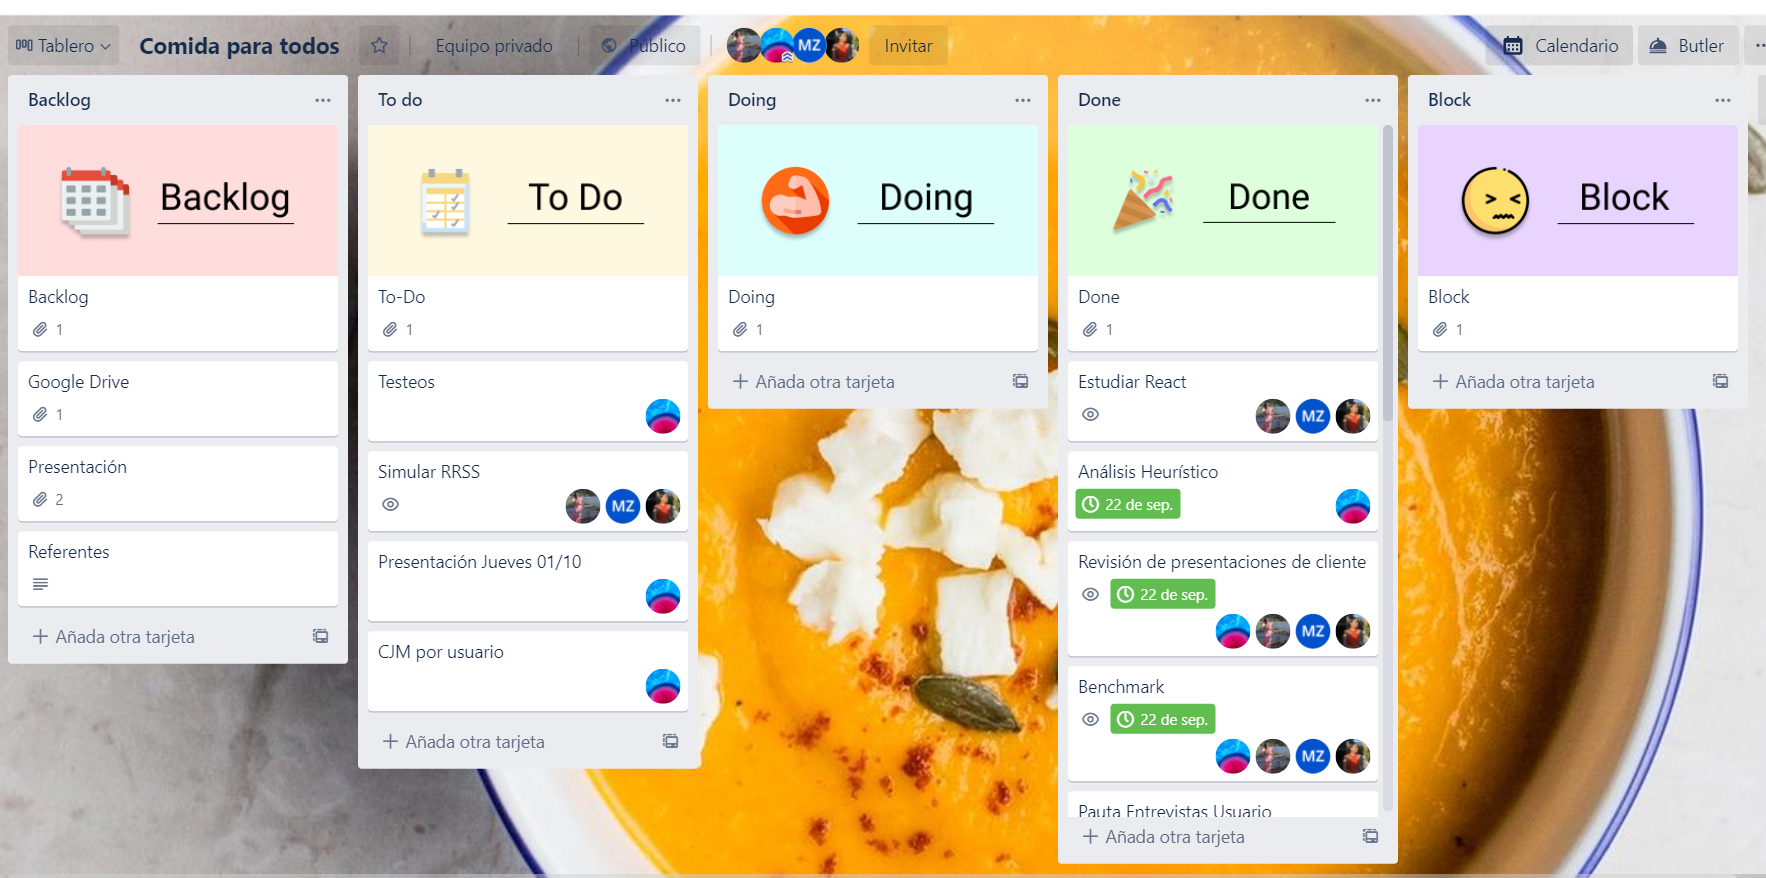 Tablero
Comida para todos
Equipo privado
Público
MZ
Invitar
Calendario
Butler
Backlog
Backlog
Backlog
1
Google Drive
1
Presentación
2
Referentes
Añada otra tarjeta
To do
To Do
To-Do
1
Testeos
Simular RRSS
MZ
Presentación Jueves 01/10
CJM por usuario
Añada otra tarjeta
Doing
Doing
Doing
1
Añada otra tarjeta
Done
Done
Done
1
Estudiar React
MZ
Análisis Heurístico
22 de sep.
Revisión de presentaciones de cliente
22 de sep.
MZ
Benchmark
22 de sep.
MZ
Pauta Entrevistas Usuario
Añada otra tarjeta
Block
Block
Block
1
Añada otra tarjeta